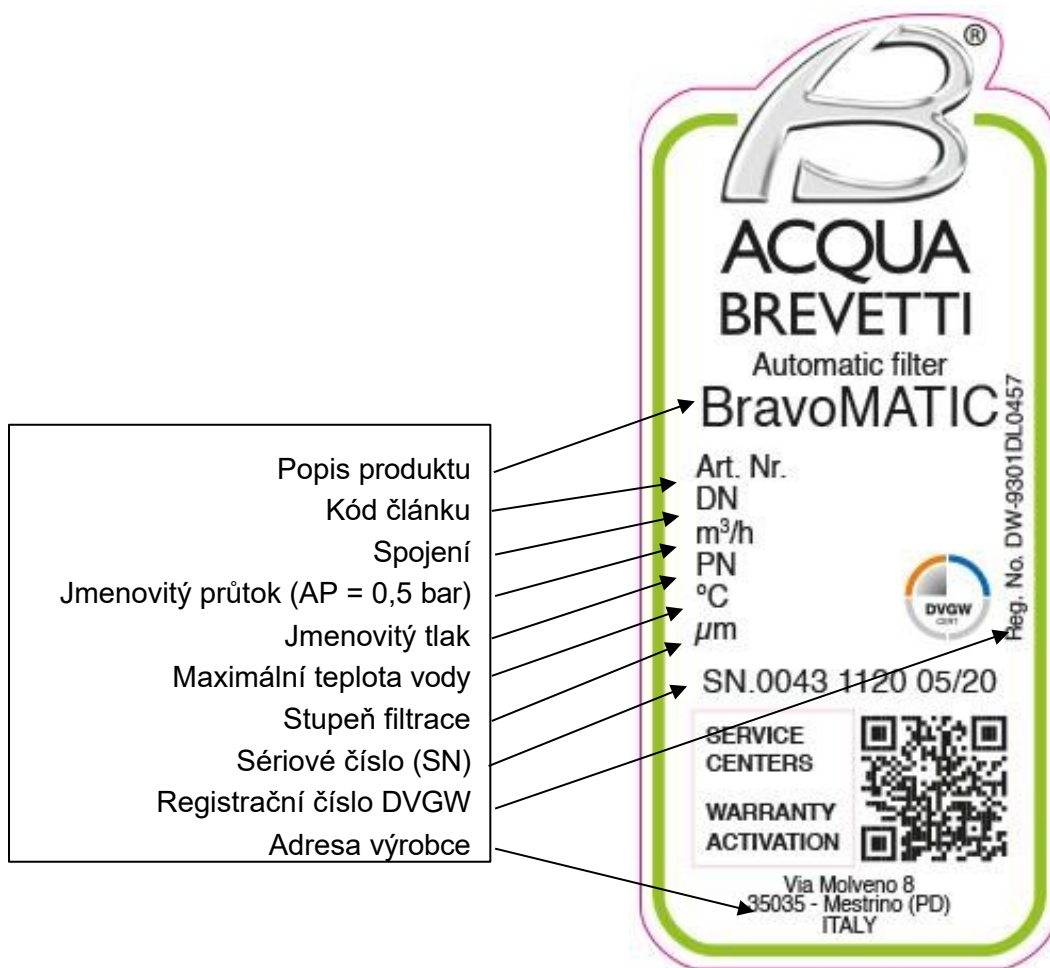 Popis produktu
Kód článku
Spojení
Jmenovitý průtok (AP = 0,5 bar)
Jmenovitý tlak
Maximální teplota vody
Stupeň filtrace
Sériové číslo (SN)
Registrační číslo DVGW
Adresa výrobce
®
ACQUA
BREVETTI
Automatic filter
BravoMATIC
Art. Nr.
DN
m³/h
PN
°C
µm
DVGW
CERT
Reg. No. DW-9301DL0457
SN.0043 1120 05/20
SERVICE
CENTERS
WARRANTY
ACTIVATION
Via Molveno 8
35035 - Mestrino (PD)
ITALY